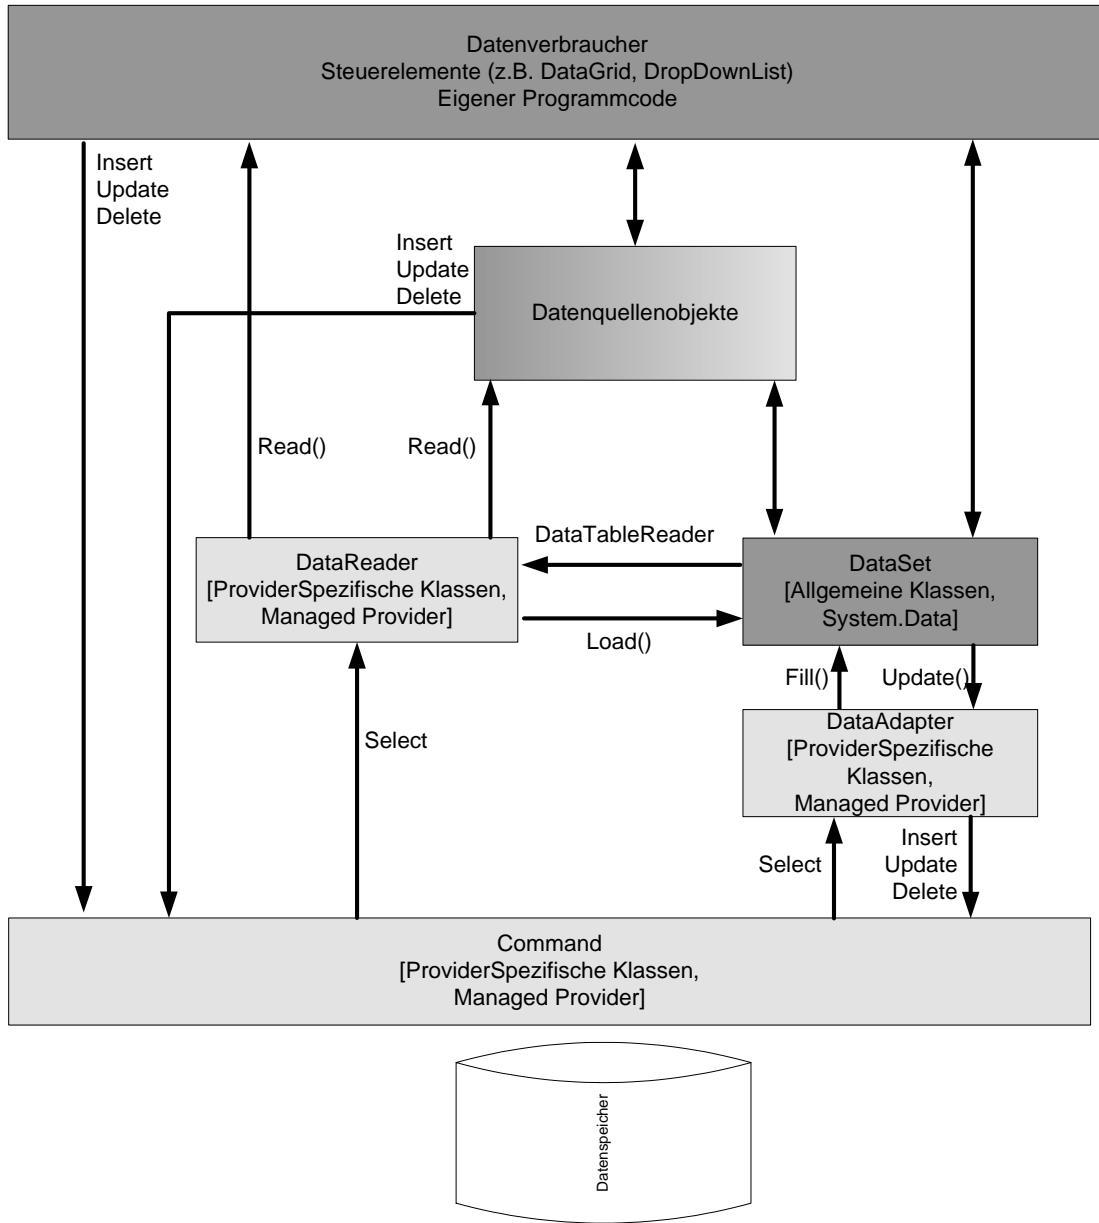 Datenverbraucher
Steuerelemente (z.B. DataGrid, DropDownList)
Eigener Programmcode
Insert
Update
Delete
Insert
Update
Delete
Datenquellenobjekte
Read()
Read()
DataTableReader
DataReader
[ProviderSpezifische Klassen,
Managed Provider]
DataSet
[Allgemeine Klassen,
System.Data]
Load()
Fill()
Update()
Select
DataAdapter
[ProviderSpezifische
Klassen,
Managed Provider]
Select
Insert
Update
Delete
Command
[ProviderSpezifische Klassen,
Managed Provider]
Datenspeicher